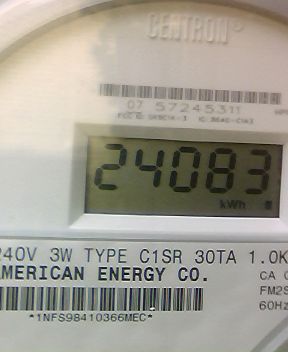 CENTRON®
07 57245311
24083
kWh
240V 3W TYPE C1SR 30TA 1.0K
AMERICAN ENERGY CO.
CA
FM2S
60Hz
*1NFS98410366MEC*